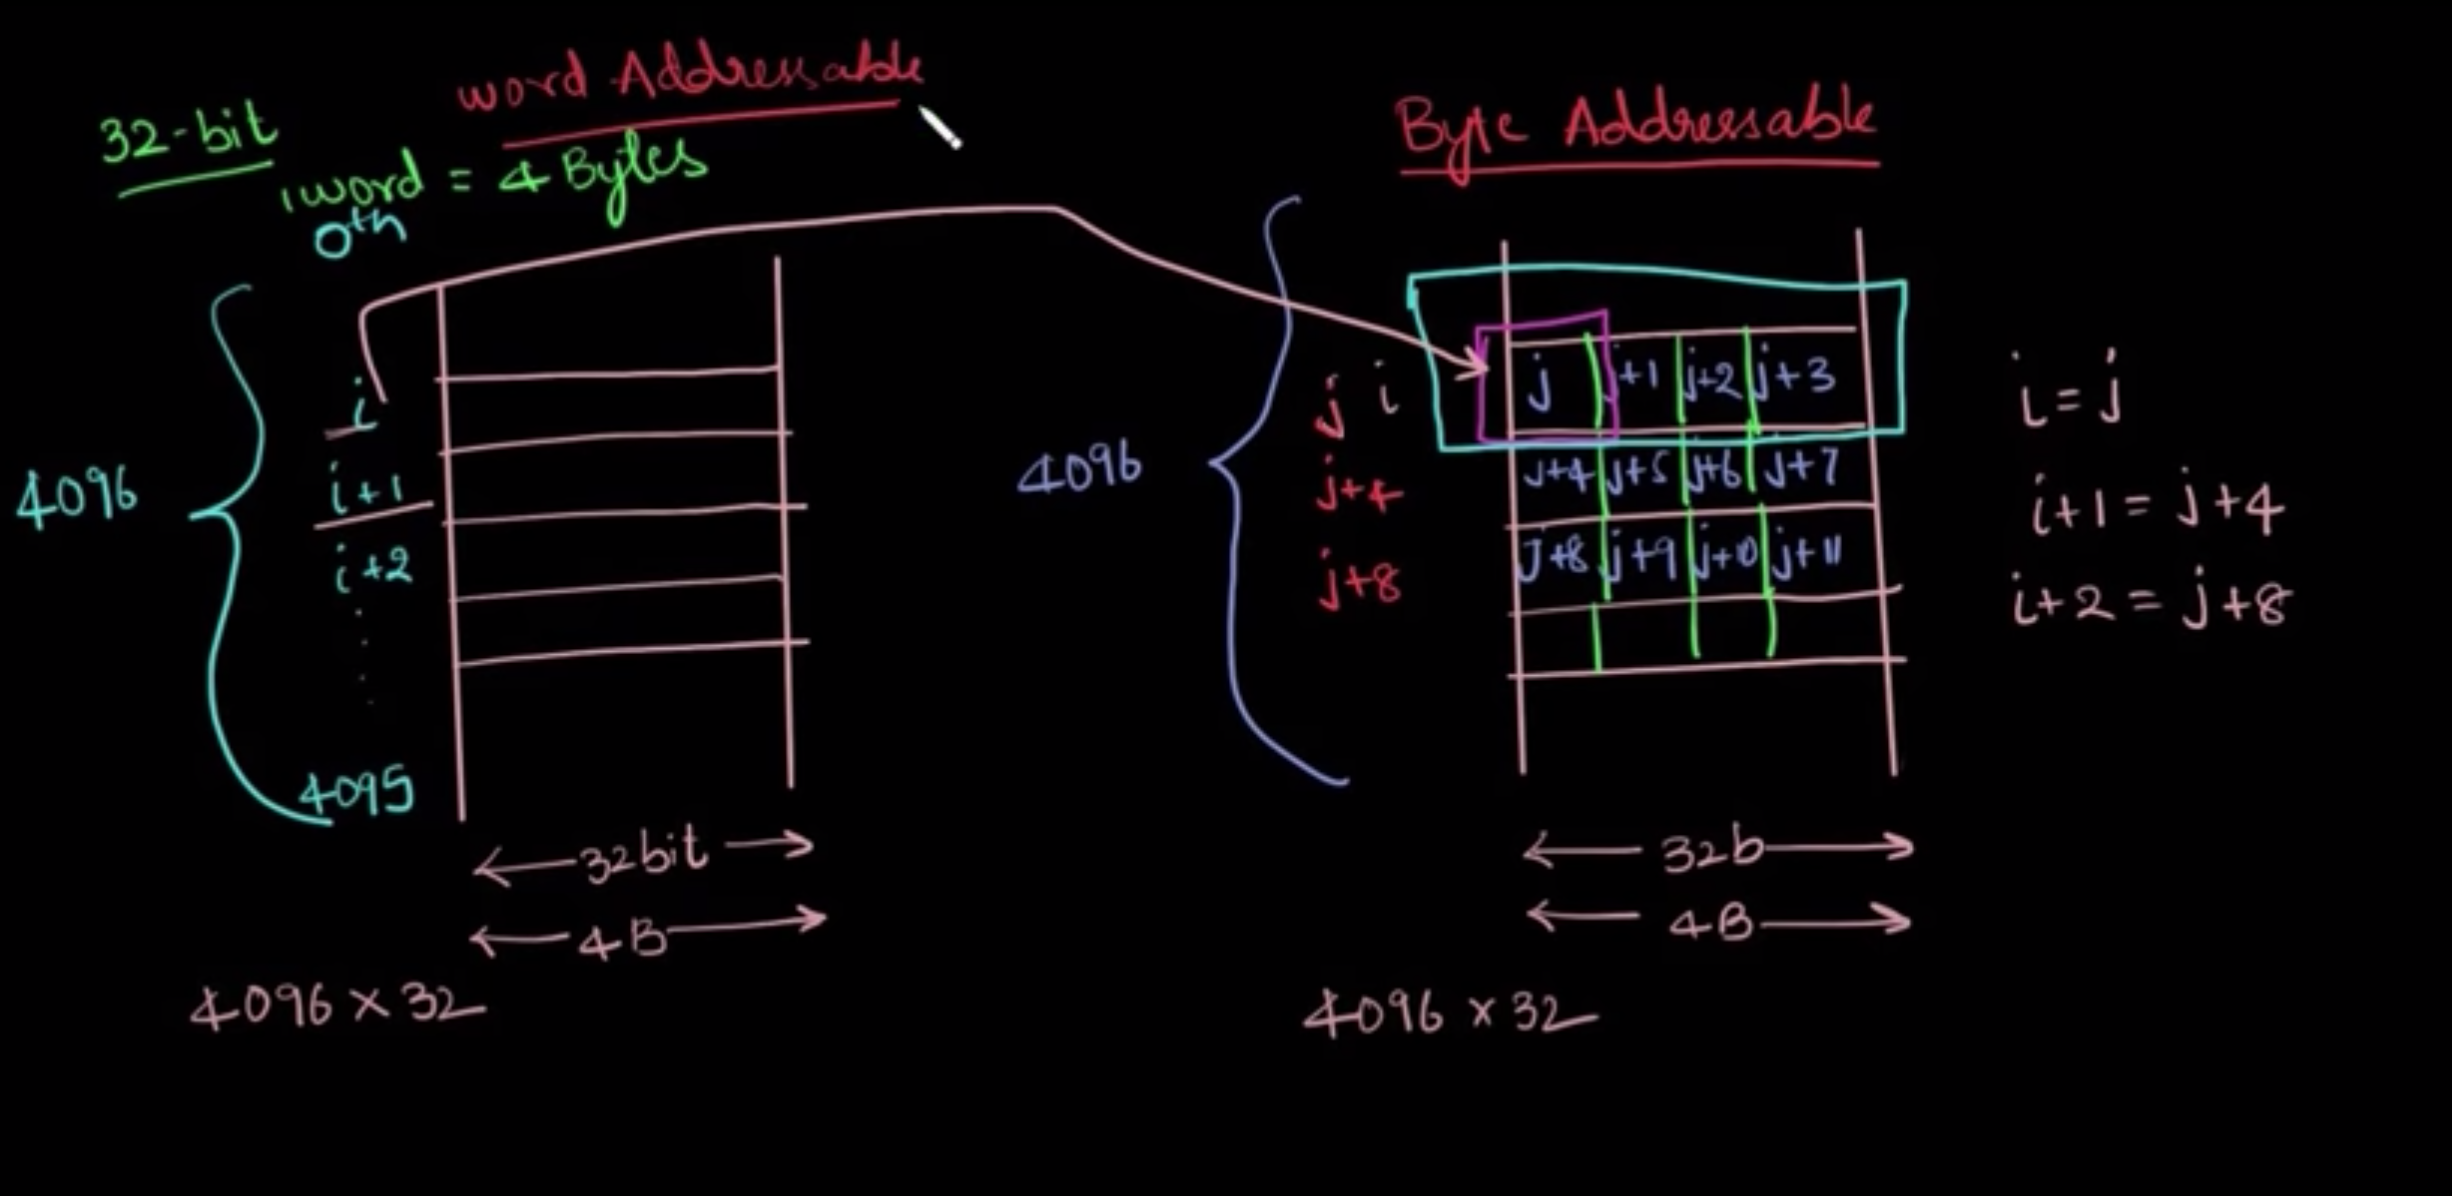 word Addressable
32-bit
1word = 4 Bytes
0th
i
i+1
i+2
4096
4095
32bit
4B
4096 x 32
Byte Addressable
4096
j i
j+4
j+8
j j+1 j+2 j+3
j+4 j+5 j+6 j+7
j+8 j+9 j+10 j+11
32b
4B
4096 x 32
i = j
i+1 = j+4
i+2 = j+8